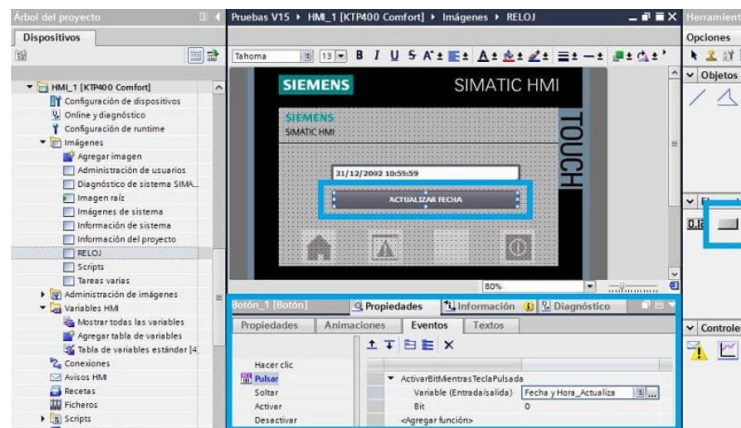 Árbol del proyecto
Pruebas V15 ▸ HMI_1 [KTP400 Comfort] ▸ Imágenes ▸ RELOJ
Herramien
Dispositivos
Opciones
Tahoma
13
B I U S A
Objetos
HMI_1 [KTP400 Comfort]
Configuración de dispositivos
Online y diagnóstico
Configuración de runtime
Imágenes
Agregar imagen
Administración de usuarios
Diagnóstico de sistema SIMA...
Imagen raíz
Imágenes de sistema
Información de sistema
Información del proyecto
RELOJ
Scripts
Tareas varias
Administración de imágenes
Variables HMI
Mostrar todas las variables
Agregar tabla de variables
Tabla de variables estándar [4]
Conexiones
Avisos HMI
Recetas
Ficheros
Scripts
SIEMENS
SIMATIC HMI
SIEMENS
SIMATIC HMI
TOUCH
31/12/2002 10:59:59
ACTUALIZAR FECHA
80%
Botón_1 [Botón]
Propiedades
Información
Diagnóstico
Propiedades
Animaciones
Eventos
Textos
Hacer clic
Pulsar
Soltar
Activar
Desactivar
ActivarBitMientrasTeclaPulsada
Variable (Entrada/salida)
Fecha y Hora_Actualiza
Bit
0
<Agregar función>
Controle